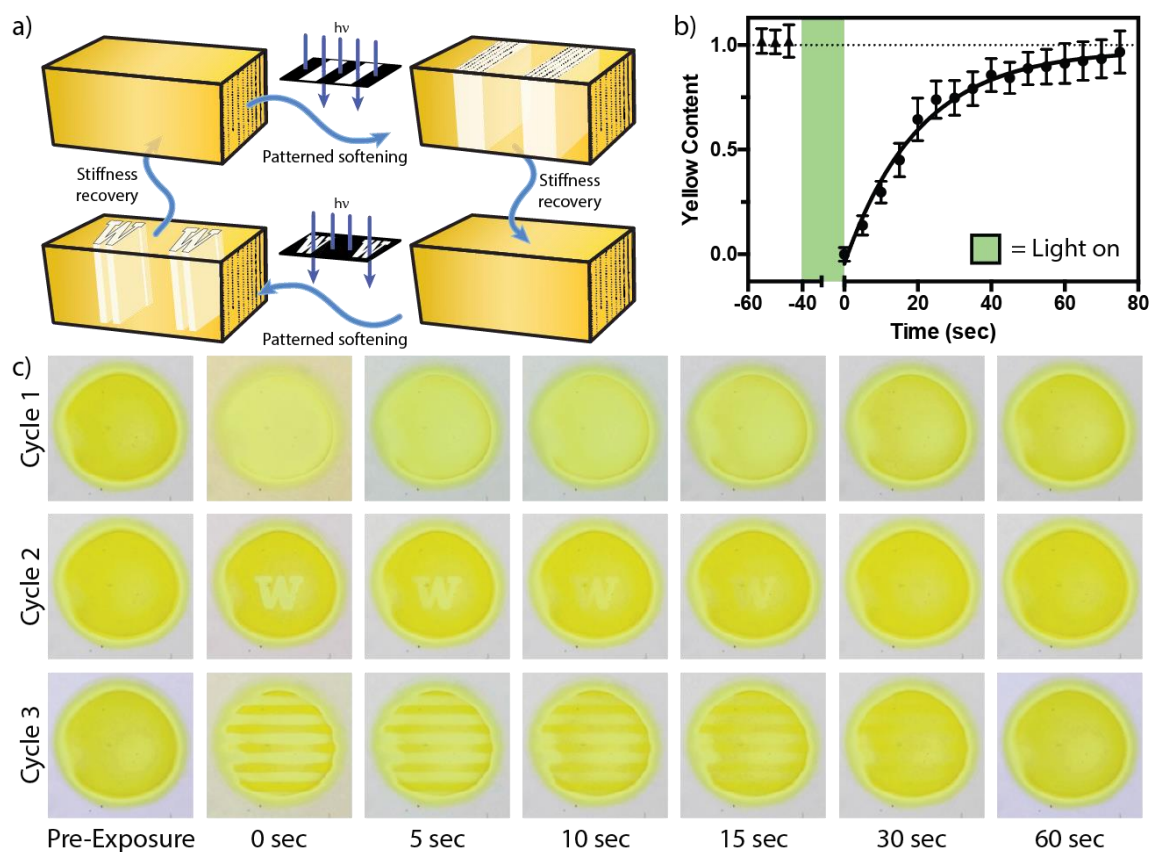 a)
hν
Patterned softening
Stiffness
recovery
Stiffness
recovery
W W
hν
Patterned softening
b)
Yellow Content
1.0
0.5
0.0
= Light on
-60 -40 0 20 40 60 80
Time (sec)
c)
Cycle 1
Cycle 2
W W W W
Cycle 3
Pre-Exposure 0 sec 5 sec 10 sec 15 sec 30 sec 60 sec